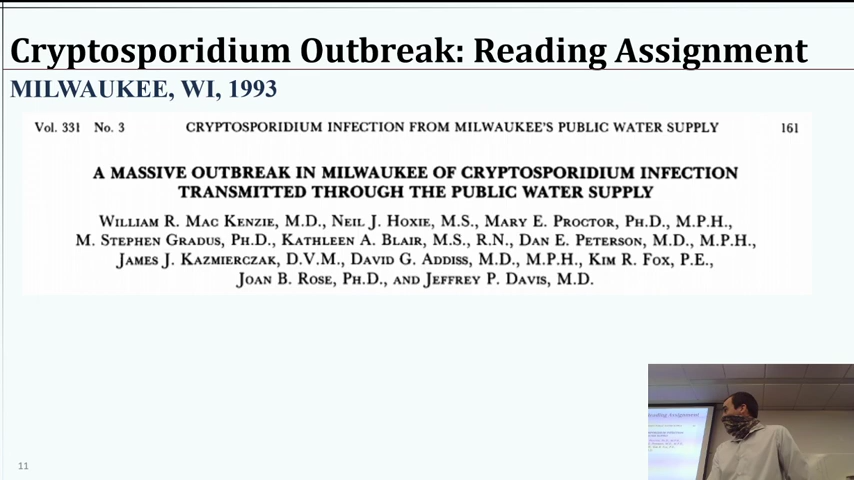 Cryptosporidium Outbreak: Reading Assignment
MILWAUKEE, WI, 1993
Vol. 331 No. 3 CRYPTOSPORIDIUM INFECTION FROM MILWAUKEE'S PUBLIC WATER SUPPLY 161
A MASSIVE OUTBREAK IN MILWAUKEE OF CRYPTOSPORIDIUM INFECTION
TRANSMITTED THROUGH THE PUBLIC WATER SUPPLY
WILLIAM R. MAC KENZIE, M.D., NEIL J. HOXIE, M.S., MARY E. PROCTOR, PH.D., M.P.H.,
M. STEPHEN GRADUS, PH.D., KATHLEEN A. BLAIR, M.S., R.N., DAN E. PETERSON, M.D., M.P.H.,
JAMES J. KAZMIERCZAK, D.V.M., DAVID G. ADDISS, M.D., M.P.H., KIM R. FOX, P.E.,
JOAN B. ROSE, PH.D., AND JEFFREY P. DAVIS, M.D.
Reading Assignment
11